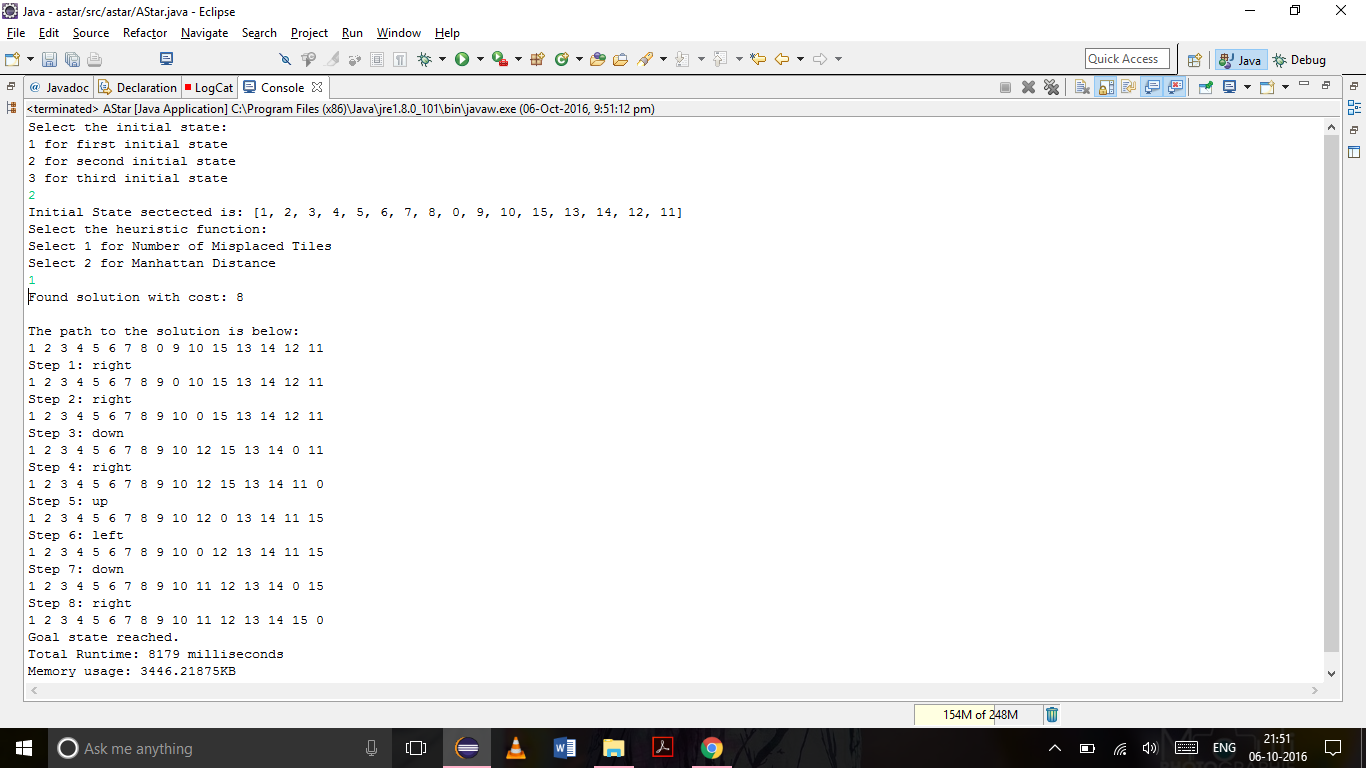 Java - astar/src/astar/AStar.java - Eclipse
File Edit Source Refactor Navigate Search Project Run Window Help
Quick Access Java Debug
@ Javadoc Declaration LogCat Console
<terminated> AStar [Java Application] C:\Program Files (x86)\Java\jre1.8.0_101\bin\javaw.exe (06-Oct-2016, 9:51:12 pm)
Select the initial state:
1 for first initial state
2 for second initial state
3 for third initial state
2
Initial State sectected is: [1, 2, 3, 4, 5, 6, 7, 8, 0, 9, 10, 15, 13, 14, 12, 11]
Select the heuristic function:
Select 1 for Number of Misplaced Tiles
Select 2 for Manhattan Distance
1
Found solution with cost: 8
The path to the solution is below:
1 2 3 4 5 6 7 8 0 9 10 15 13 14 12 11
Step 1: right
1 2 3 4 5 6 7 8 9 0 10 15 13 14 12 11
Step 2: right
1 2 3 4 5 6 7 8 9 10 0 15 13 14 12 11
Step 3: down
1 2 3 4 5 6 7 8 9 10 12 15 13 14 0 11
Step 4: right
1 2 3 4 5 6 7 8 9 10 12 15 13 14 11 0
Step 5: up
1 2 3 4 5 6 7 8 9 10 12 0 13 14 11 15
Step 6: left
1 2 3 4 5 6 7 8 9 10 0 12 13 14 11 15
Step 7: down
1 2 3 4 5 6 7 8 9 10 11 12 13 14 0 15
Step 8: right
1 2 3 4 5 6 7 8 9 10 11 12 13 14 15 0
Goal state reached.
Total Runtime: 8179 milliseconds
Memory usage: 3446.21875KB
154M of 248M
Ask me anything
ENG
21:51
06-10-2016